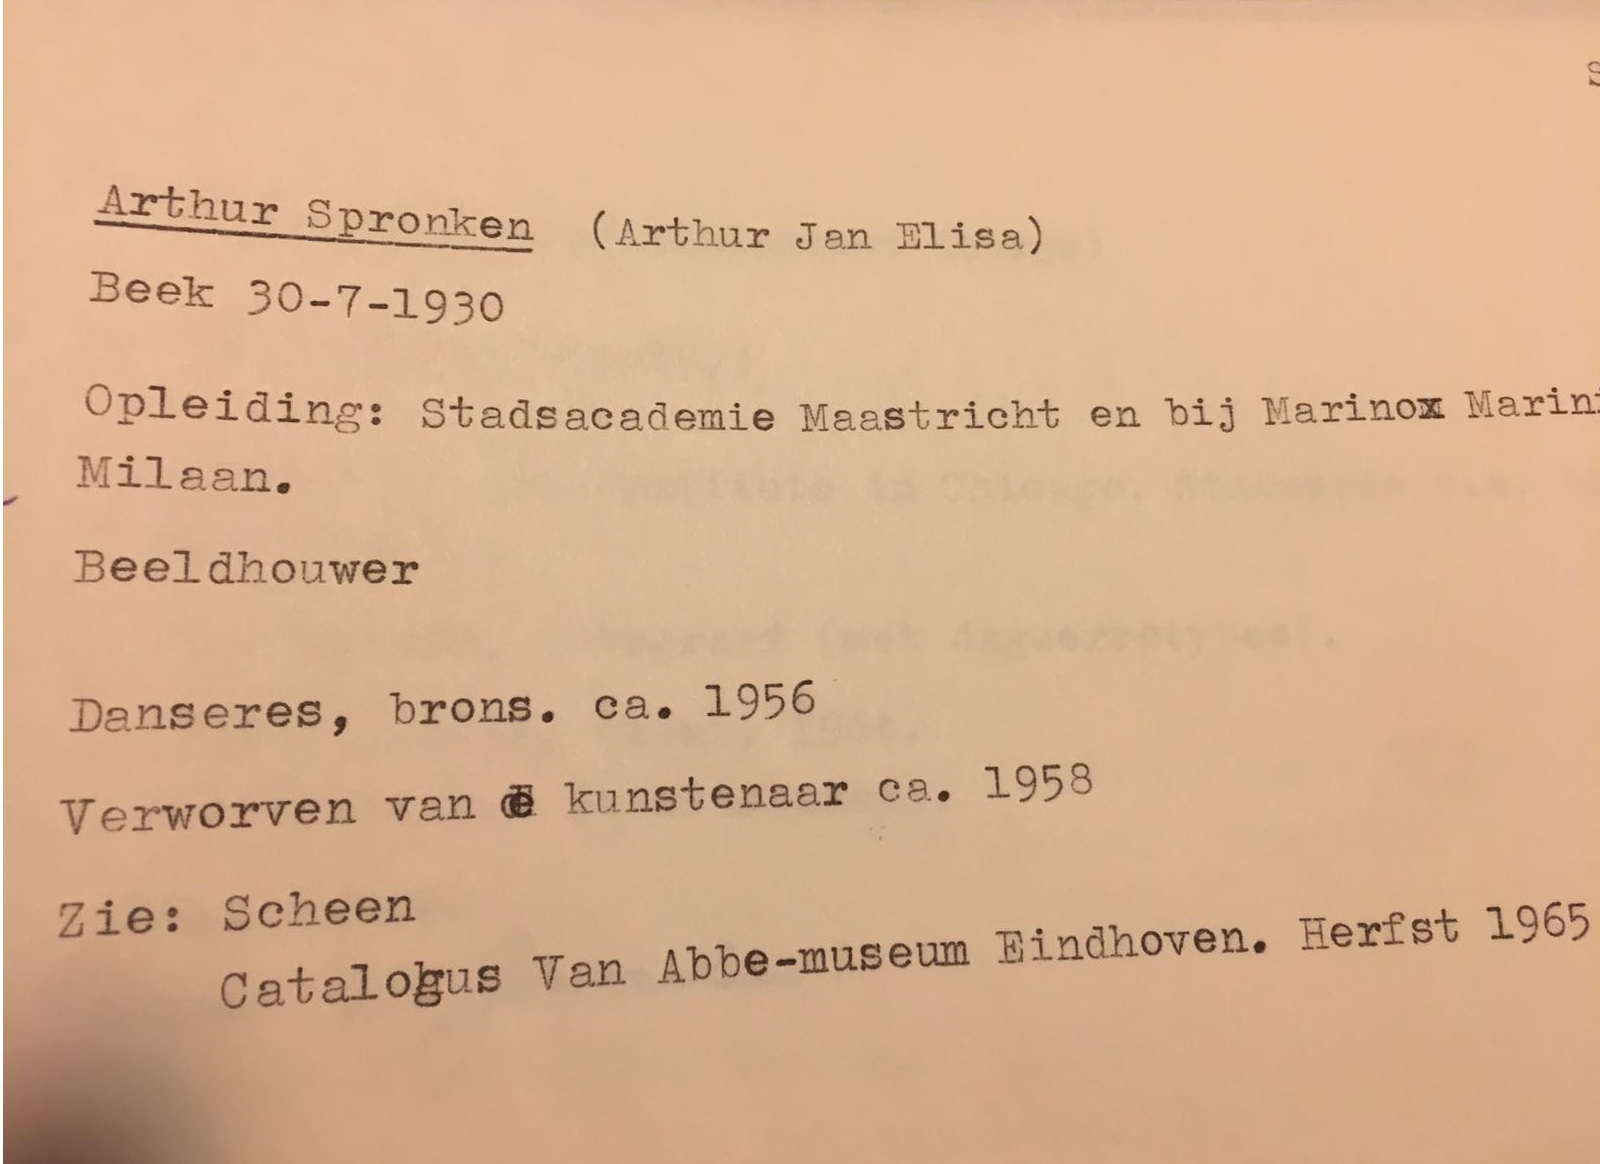 S
Arthur Spronken (Arthur Jan Elisa)
Beek 30-7-1930
Opleiding: Stadsacademie Maastricht en bij Marinox Marini
Milaan.
Beeldhouwer
Danseres, brons. ca. 1956
Verworven van de kunstenaar ca. 1958
Zie: Scheen
Catalogus Van Abbe-museum Eindhoven. Herfst 1965